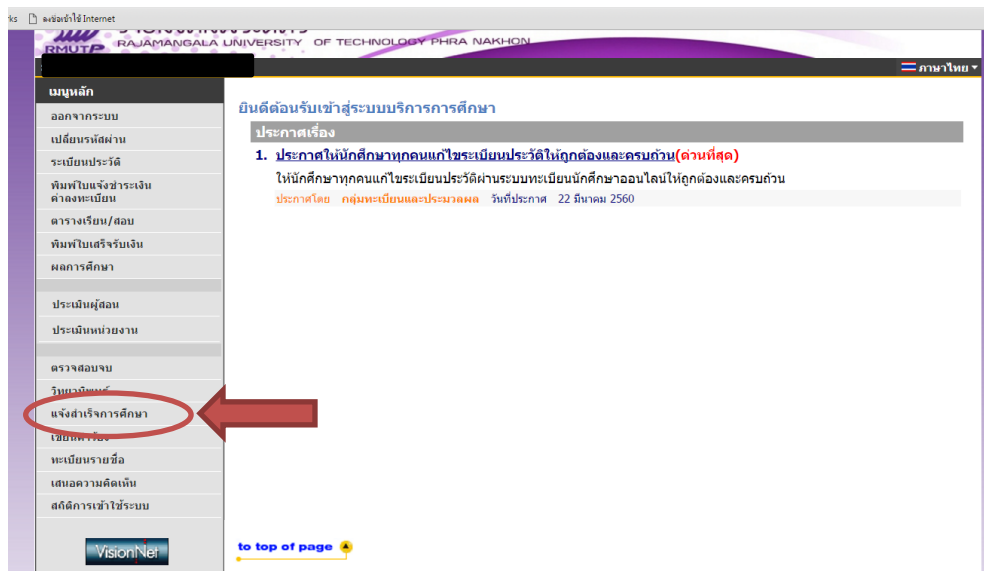 ลงชื่อเข้าใช้ Internet
RMUTP RAJAMANGALA UNIVERSITY OF TECHNOLOGY PHRA NAKHON
ภาษาไทย
เมนูหลัก
ออกจากระบบ
เปลี่ยนรหัสผ่าน
ระเบียนประวัติ
พิมพ์ใบแจ้งชำระเงิน
ค่าลงทะเบียน
ตารางเรียน/สอบ
พิมพ์ใบเสร็จรับเงิน
ผลการศึกษา
ประเมินผู้สอน
ประเมินหน่วยงาน
ตรวจสอบจบ
วิทยานิพนธ์
แจ้งสำเร็จการศึกษา
เขียนคำร้อง
ทะเบียนรายชื่อ
เสนอความคิดเห็น
สถิติการเข้าใช้ระบบ
VisionNet
ยินดีต้อนรับเข้าสู่ระบบบริการการศึกษา
ประกาศเรื่อง
1. ประกาศให้นักศึกษาทุกคนแก้ไขระเบียนประวัติให้ถูกต้องและครบถ้วน(ด่วนที่สุด)
ให้นักศึกษาทุกคนแก้ไขระเบียนประวัติผ่านระบบทะเบียนนักศึกษาออนไลน์ให้ถูกต้องและครบถ้วน
ประกาศโดย กลุ่มทะเบียนและประมวลผล วันที่ประกาศ 22 มีนาคม 2560
to top of page